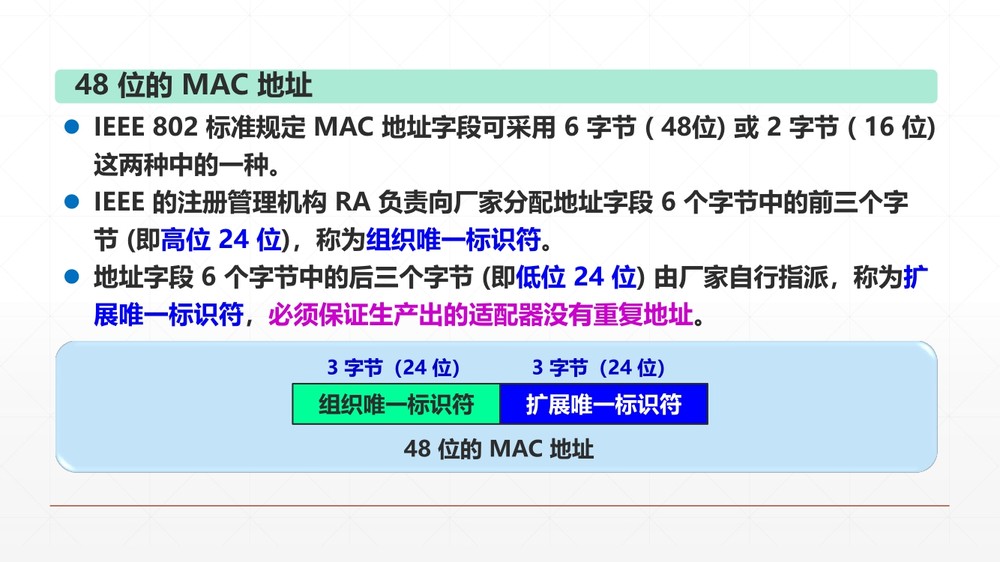 48 位的 MAC 地址
IEEE 802 标准规定 MAC 地址字段可采用 6 字节 ( 48位) 或 2 字节 ( 16 位)
这两种中的一种。
IEEE 的注册管理机构 RA 负责向厂家分配地址字段 6 个字节中的前三个字
节 (即高位 24 位)，称为组织唯一标识符。
地址字段 6 个字节中的后三个字节 (即低位 24 位) 由厂家自行指派，称为扩
展唯一标识符，必须保证生产出的适配器没有重复地址。
3 字节（24 位） 3 字节（24 位）
组织唯一标识符 扩展唯一标识符
48 位的 MAC 地址